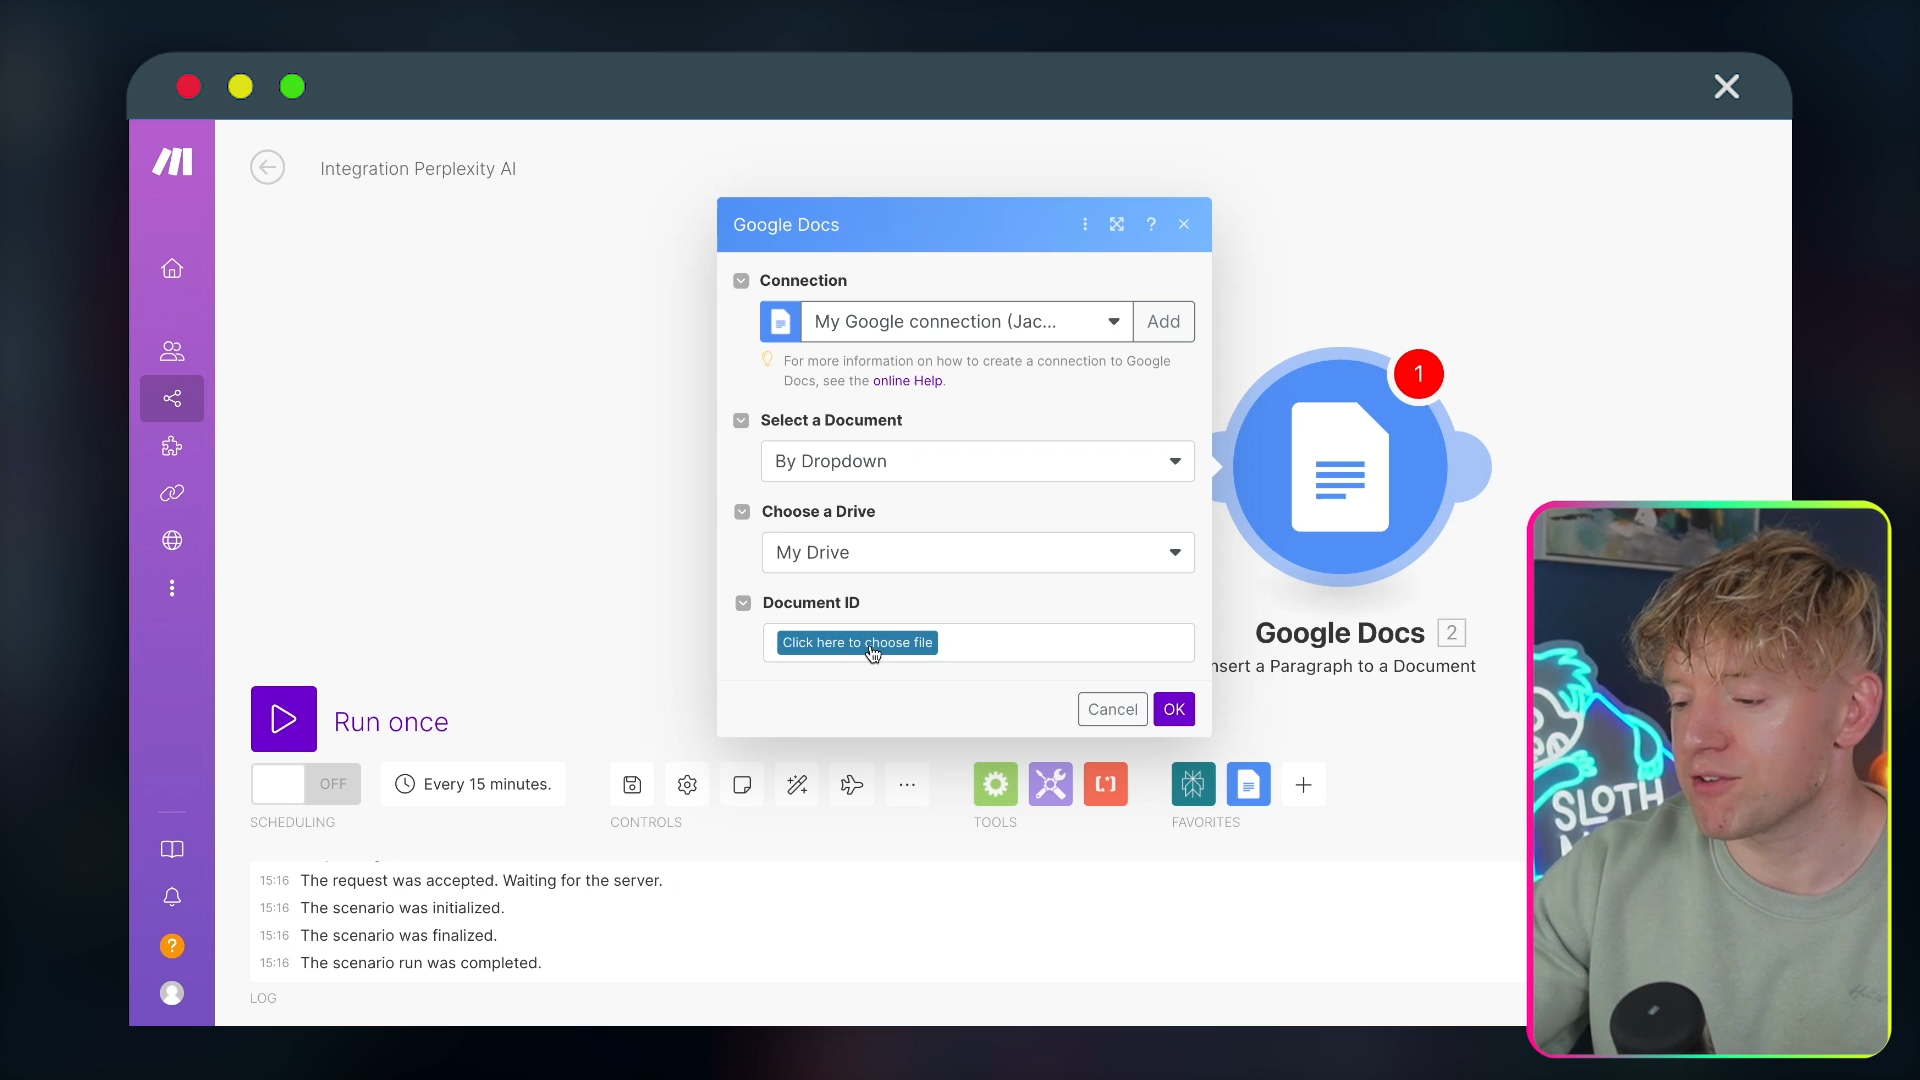 Integration Perplexity AI
Google Docs
?
Connection
My Google connection (Jac...
Add
For more information on how to create a connection to Google
Docs, see the online Help.
Select a Document
By Dropdown
Choose a Drive
My Drive
Document ID
Click here to choose file
Cancel
OK
1
Google Docs 2
nsert a Paragraph to a Document
Run once
OFF
Every 15 minutes.
SCHEDULING
CONTROLS
TOOLS
FAVORITES
15:16 The request was accepted. Waiting for the server.
15:16 The scenario was initialized.
15:16 The scenario was finalized.
15:16 The scenario run was completed.
LOG
?
SLOTH